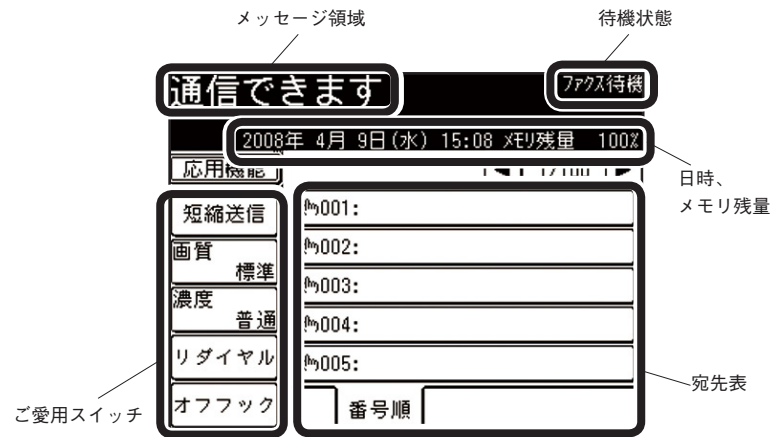 メッセージ領域
待機状態
通信できます
ファクス待機
2008年 4月 9日(水) 15:08 メモリ残量 100%
応用機能
1/100
日時、
メモリ残量
短縮送信
001:
画質
標準
002:
濃度
普通
003:
004:
リダイヤル
005:
オフフック
番号順
宛先表
ご愛用スイッチ